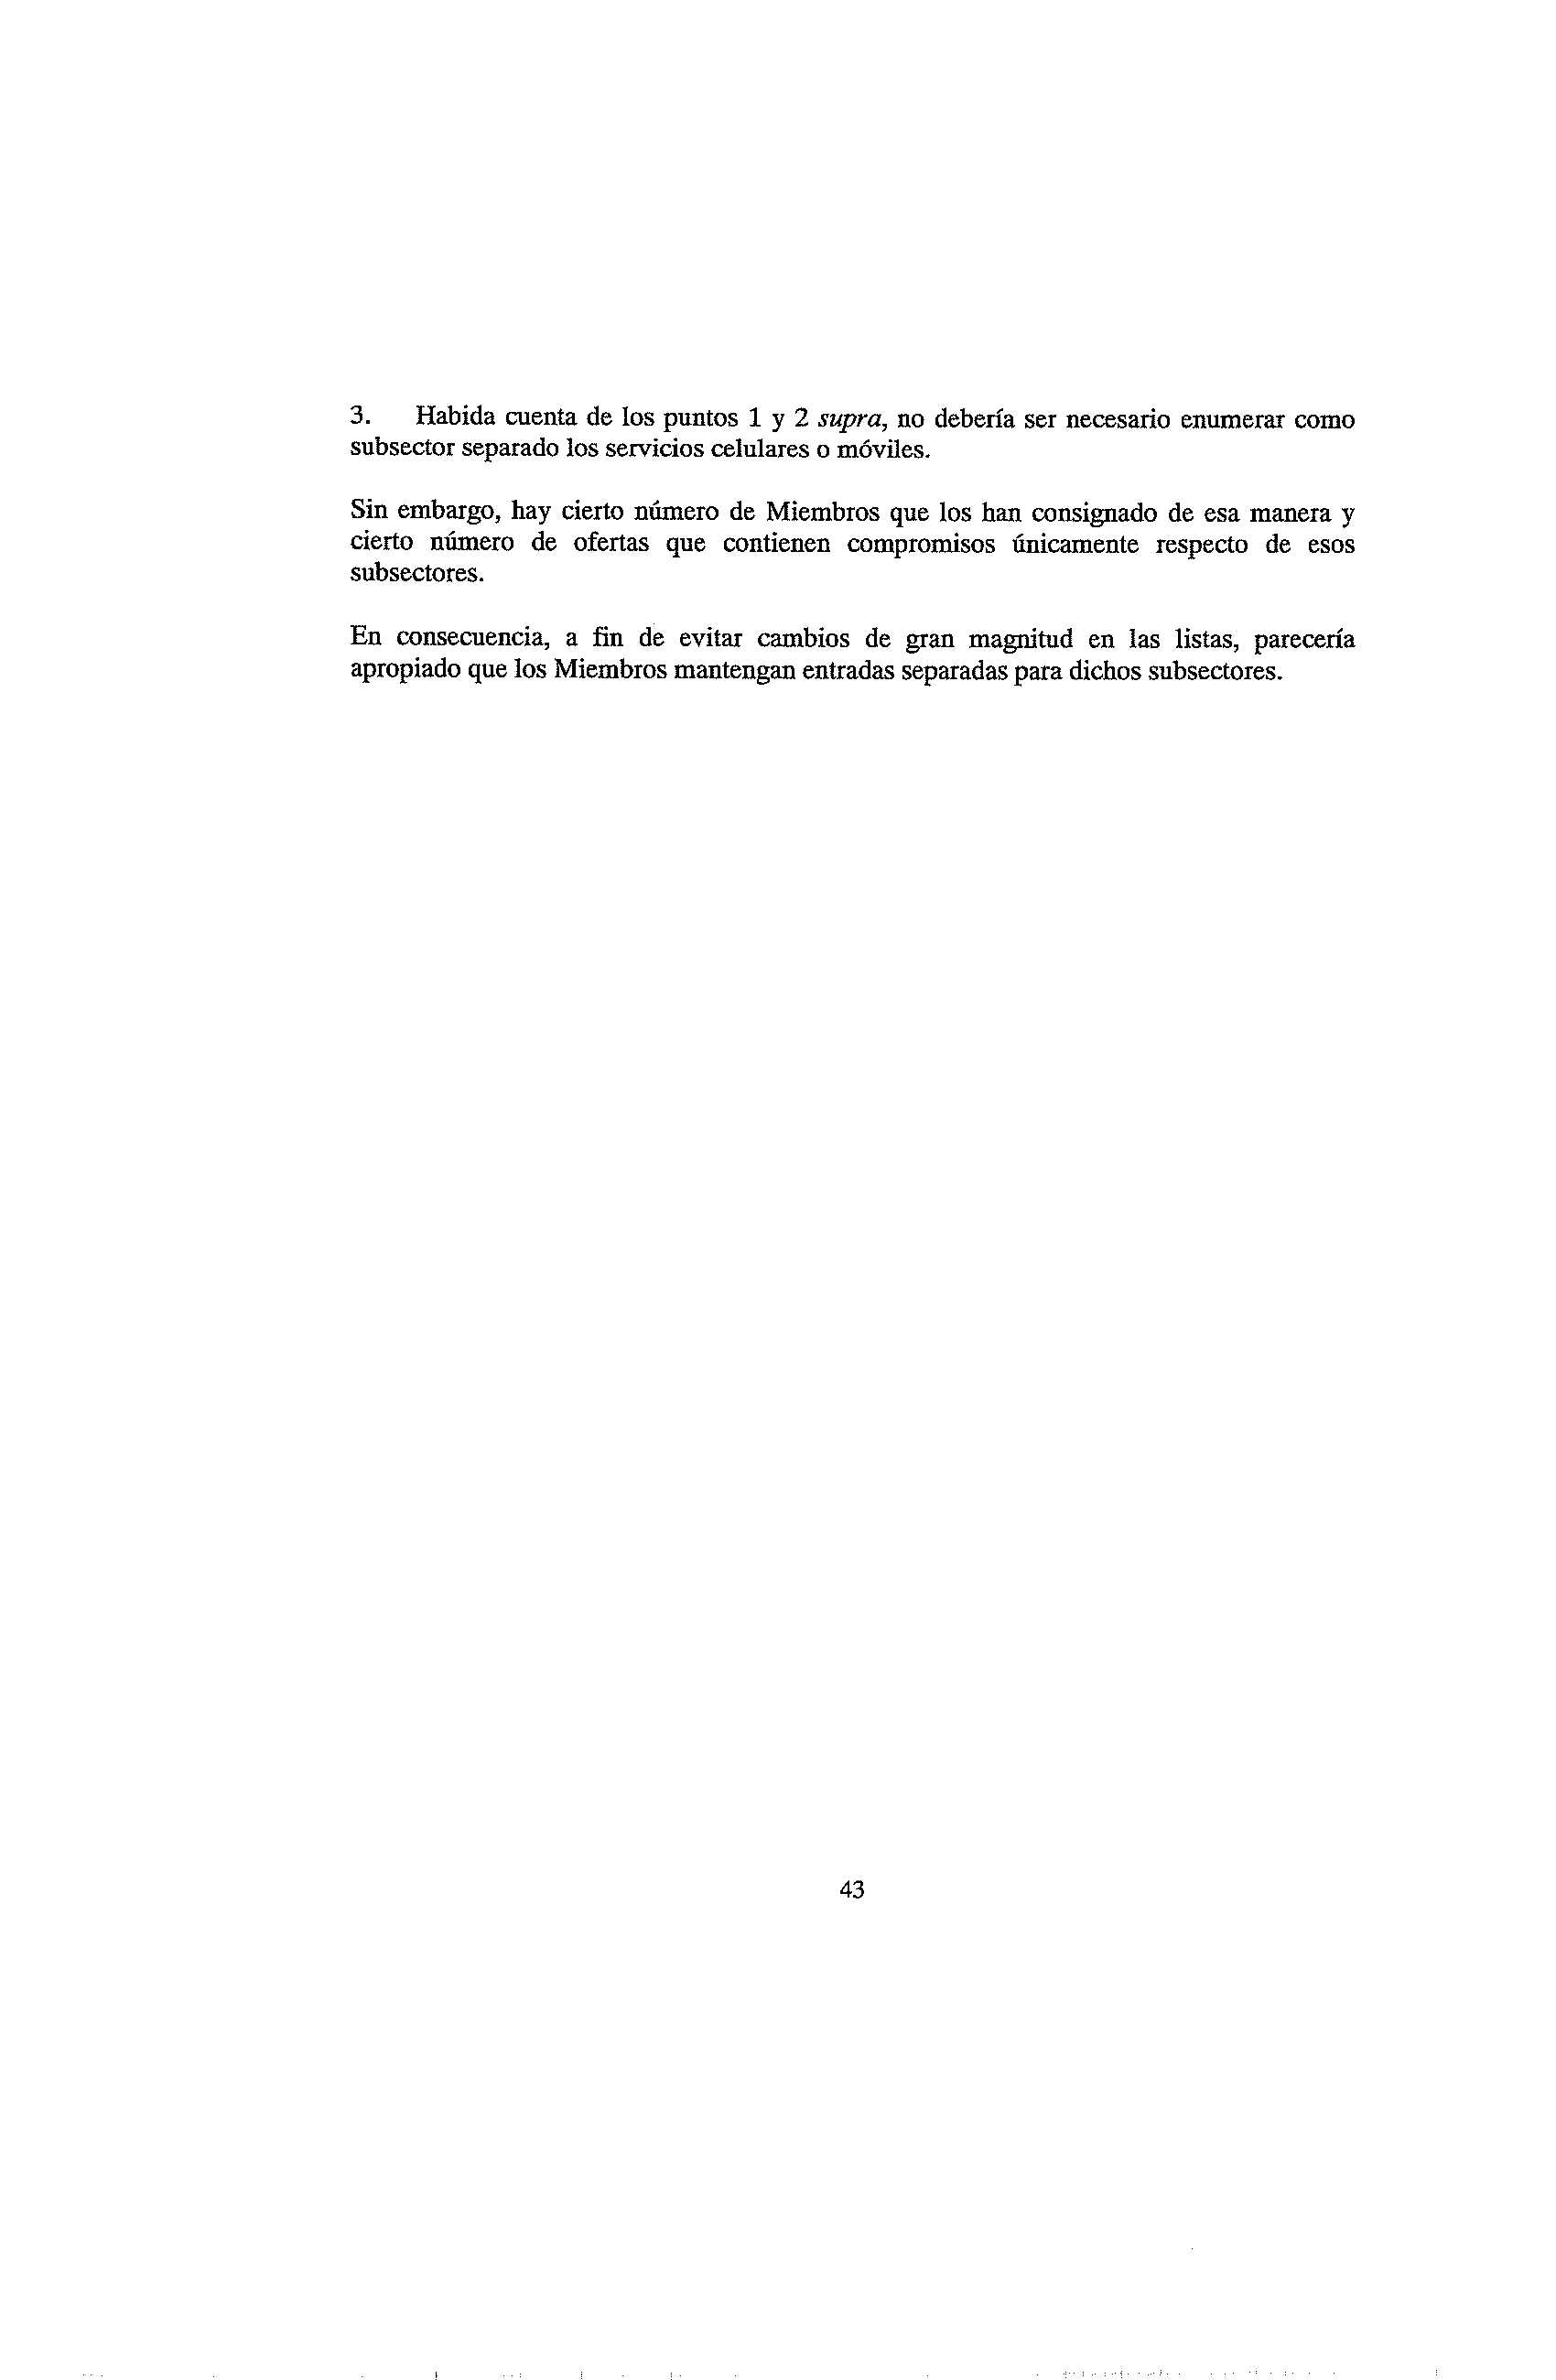 3. Habida cuenta de los puntos 1 y 2 supra, no debería ser necesario enumerar como
subsector separado los servicios celulares o móviles.
Sin embargo, hay cierto número de Miembros que los han consignado de esa manera y
cierto número de ofertas que contienen compromisos únicamente respecto de esos
subsectores.
En consecuencia, a fin de evitar cambios de gran magnitud en las listas, parecería
apropiado que los Miembros mantengan entradas separadas para dichos subsectores.
43